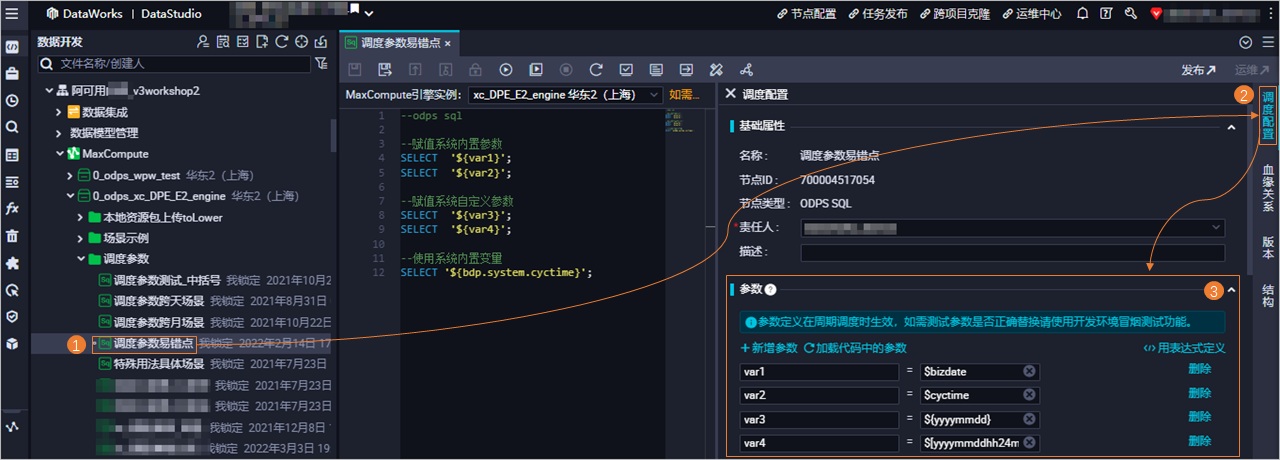 DataWorks | DataStudio
节点配置 任务发布 跨项目克隆 运维中心
数据开发
文件名称/创建人
阿可用 _v3workshop2
数据集成
数据模型管理
MaxCompute
0_odps_wpw_test 华东2（上海）
0_odps_xc_DPE_E2_engine 华东2（上海）
本地资源包上传toLower
场景示例
调度参数
Sq 调度参数测试_中括号 我锁定 2021年10月2
Sq 调度参数跨天场景 我锁定 2021年8月31日
Sq 调度参数跨月场景 我锁定 2021年10月22日
1 Sq 调度参数易错点 我锁定 2022年2月14日 17
Sq 特殊用法具体场景 我锁定 2021年7月23日
我锁定 2021年7月23日
我锁定 2021年7月23日
我锁定 2021年12月8日 1
我锁定 2022年3月3日 19
Sq 调度参数易错点
发布 运维
MaxCompute引擎实例： xc_DPE_E2_engine 华东2（上海） 如需...
1 --odps sql
2
3 --赋值系统内置参数
4 SELECT '${var1}';
5 SELECT '${var2}';
6
7 --赋值系统自定义参数
8 SELECT '${var3}';
9 SELECT '${var4}';
10
11 --使用系统内置变量
12 SELECT '${bdp.system.cyctime}';
调度配置
基础属性
名称： 调度参数易错点
节点ID： 700004517054
节点类型： ODPS SQL
*责任人：
描述：
参数 3
参数定义在周期调度时生效，如需测试参数是否正确替换请使用开发环境冒烟测试功能。
新增参数 加载代码中的参数 用表达式定义
var1 = $bizdate 删除
var2 = $cyctime 删除
var3 = ${yyyymmdd} 删除
var4 = $[yyyymmddhh24m 删除
2 调度配置
血缘关系
版本
结构